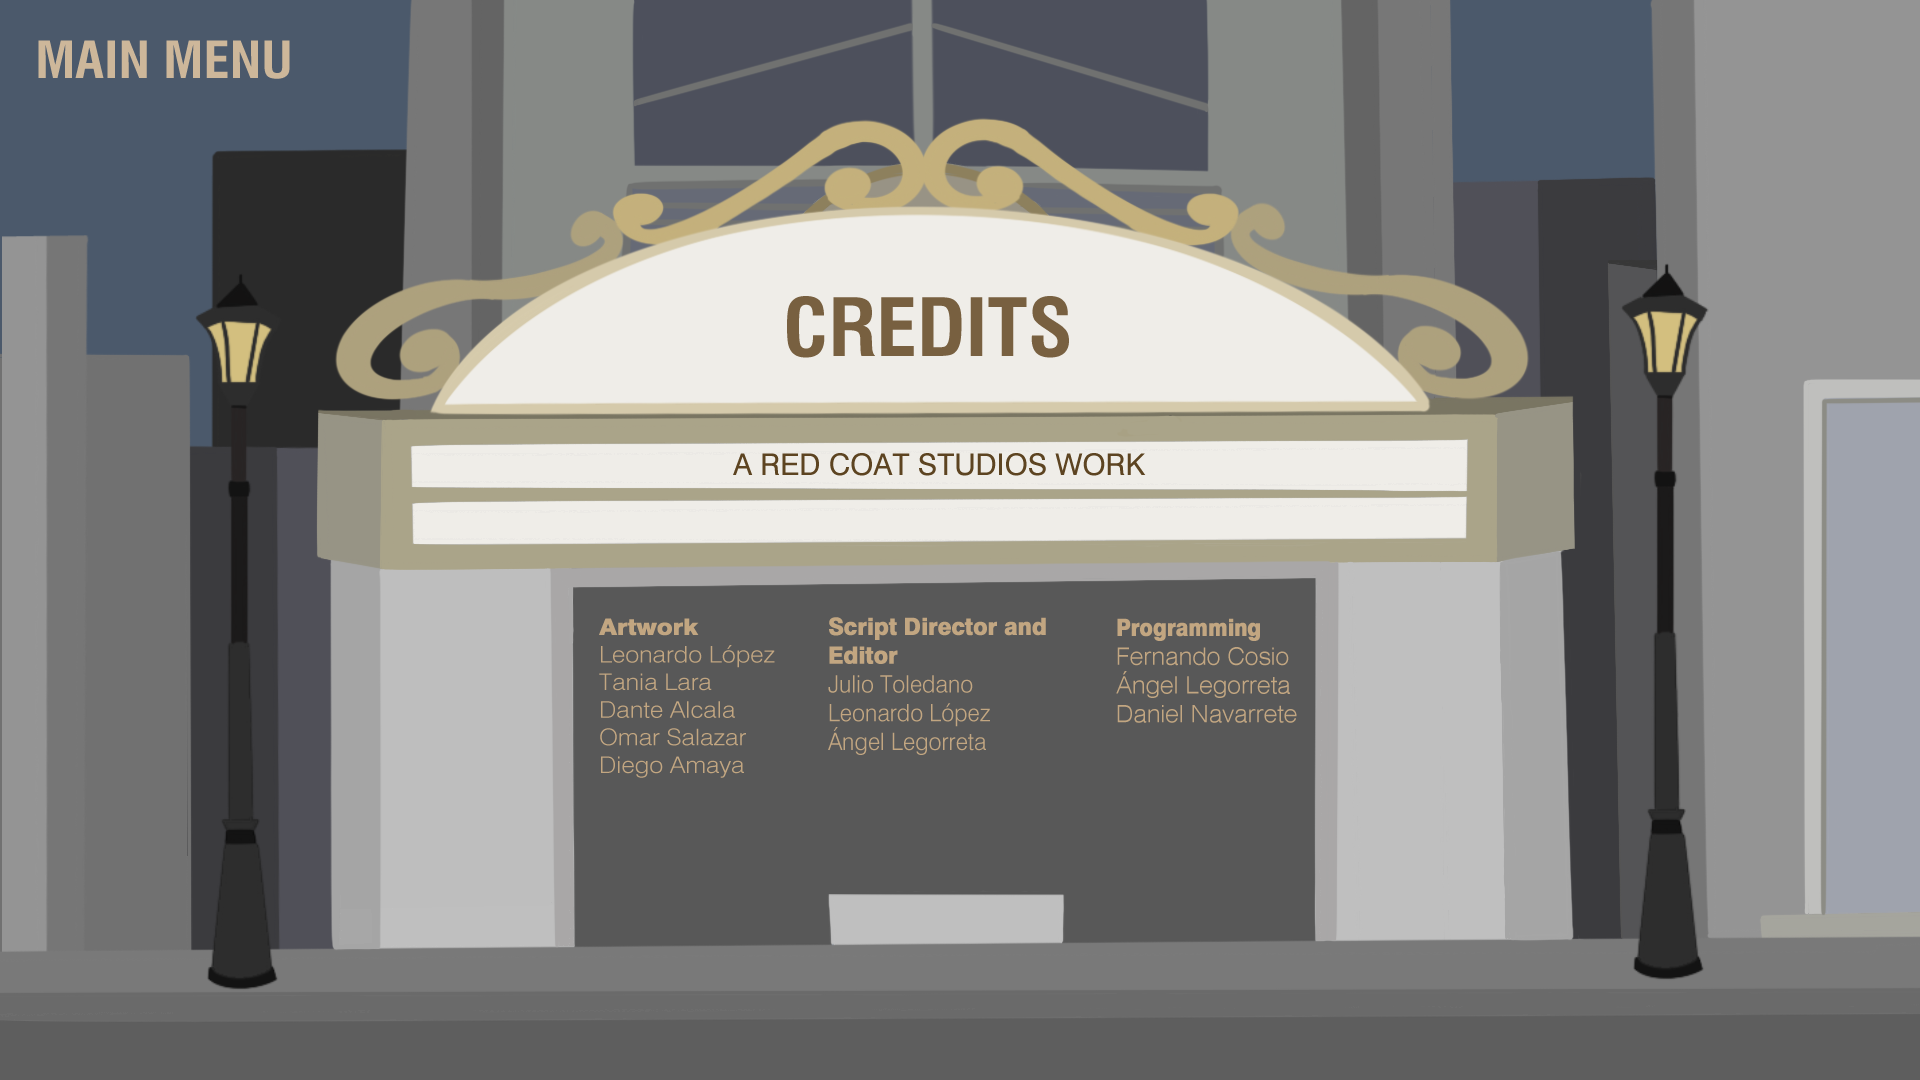 MAIN MENU
CREDITS
A RED COAT STUDIOS WORK
Artwork
Leonardo López
Tania Lara
Dante Alcala
Omar Salazar
Diego Amaya
Script Director and
Editor
Julio Toledano
Leonardo López
Ángel Legorreta
Programming
Fernando Cosio
Ángel Legorreta
Daniel Navarrete